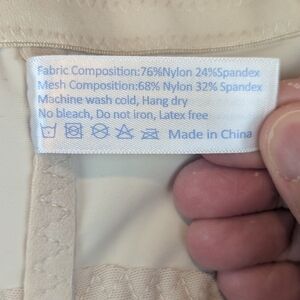 Fabric Composition:76%Nylon 24%Spandex
Mesh Composition:68% Nylon 32% Spandex
Machine wash cold, Hang dry
No bleach, Do not iron, Latex free
Made in China